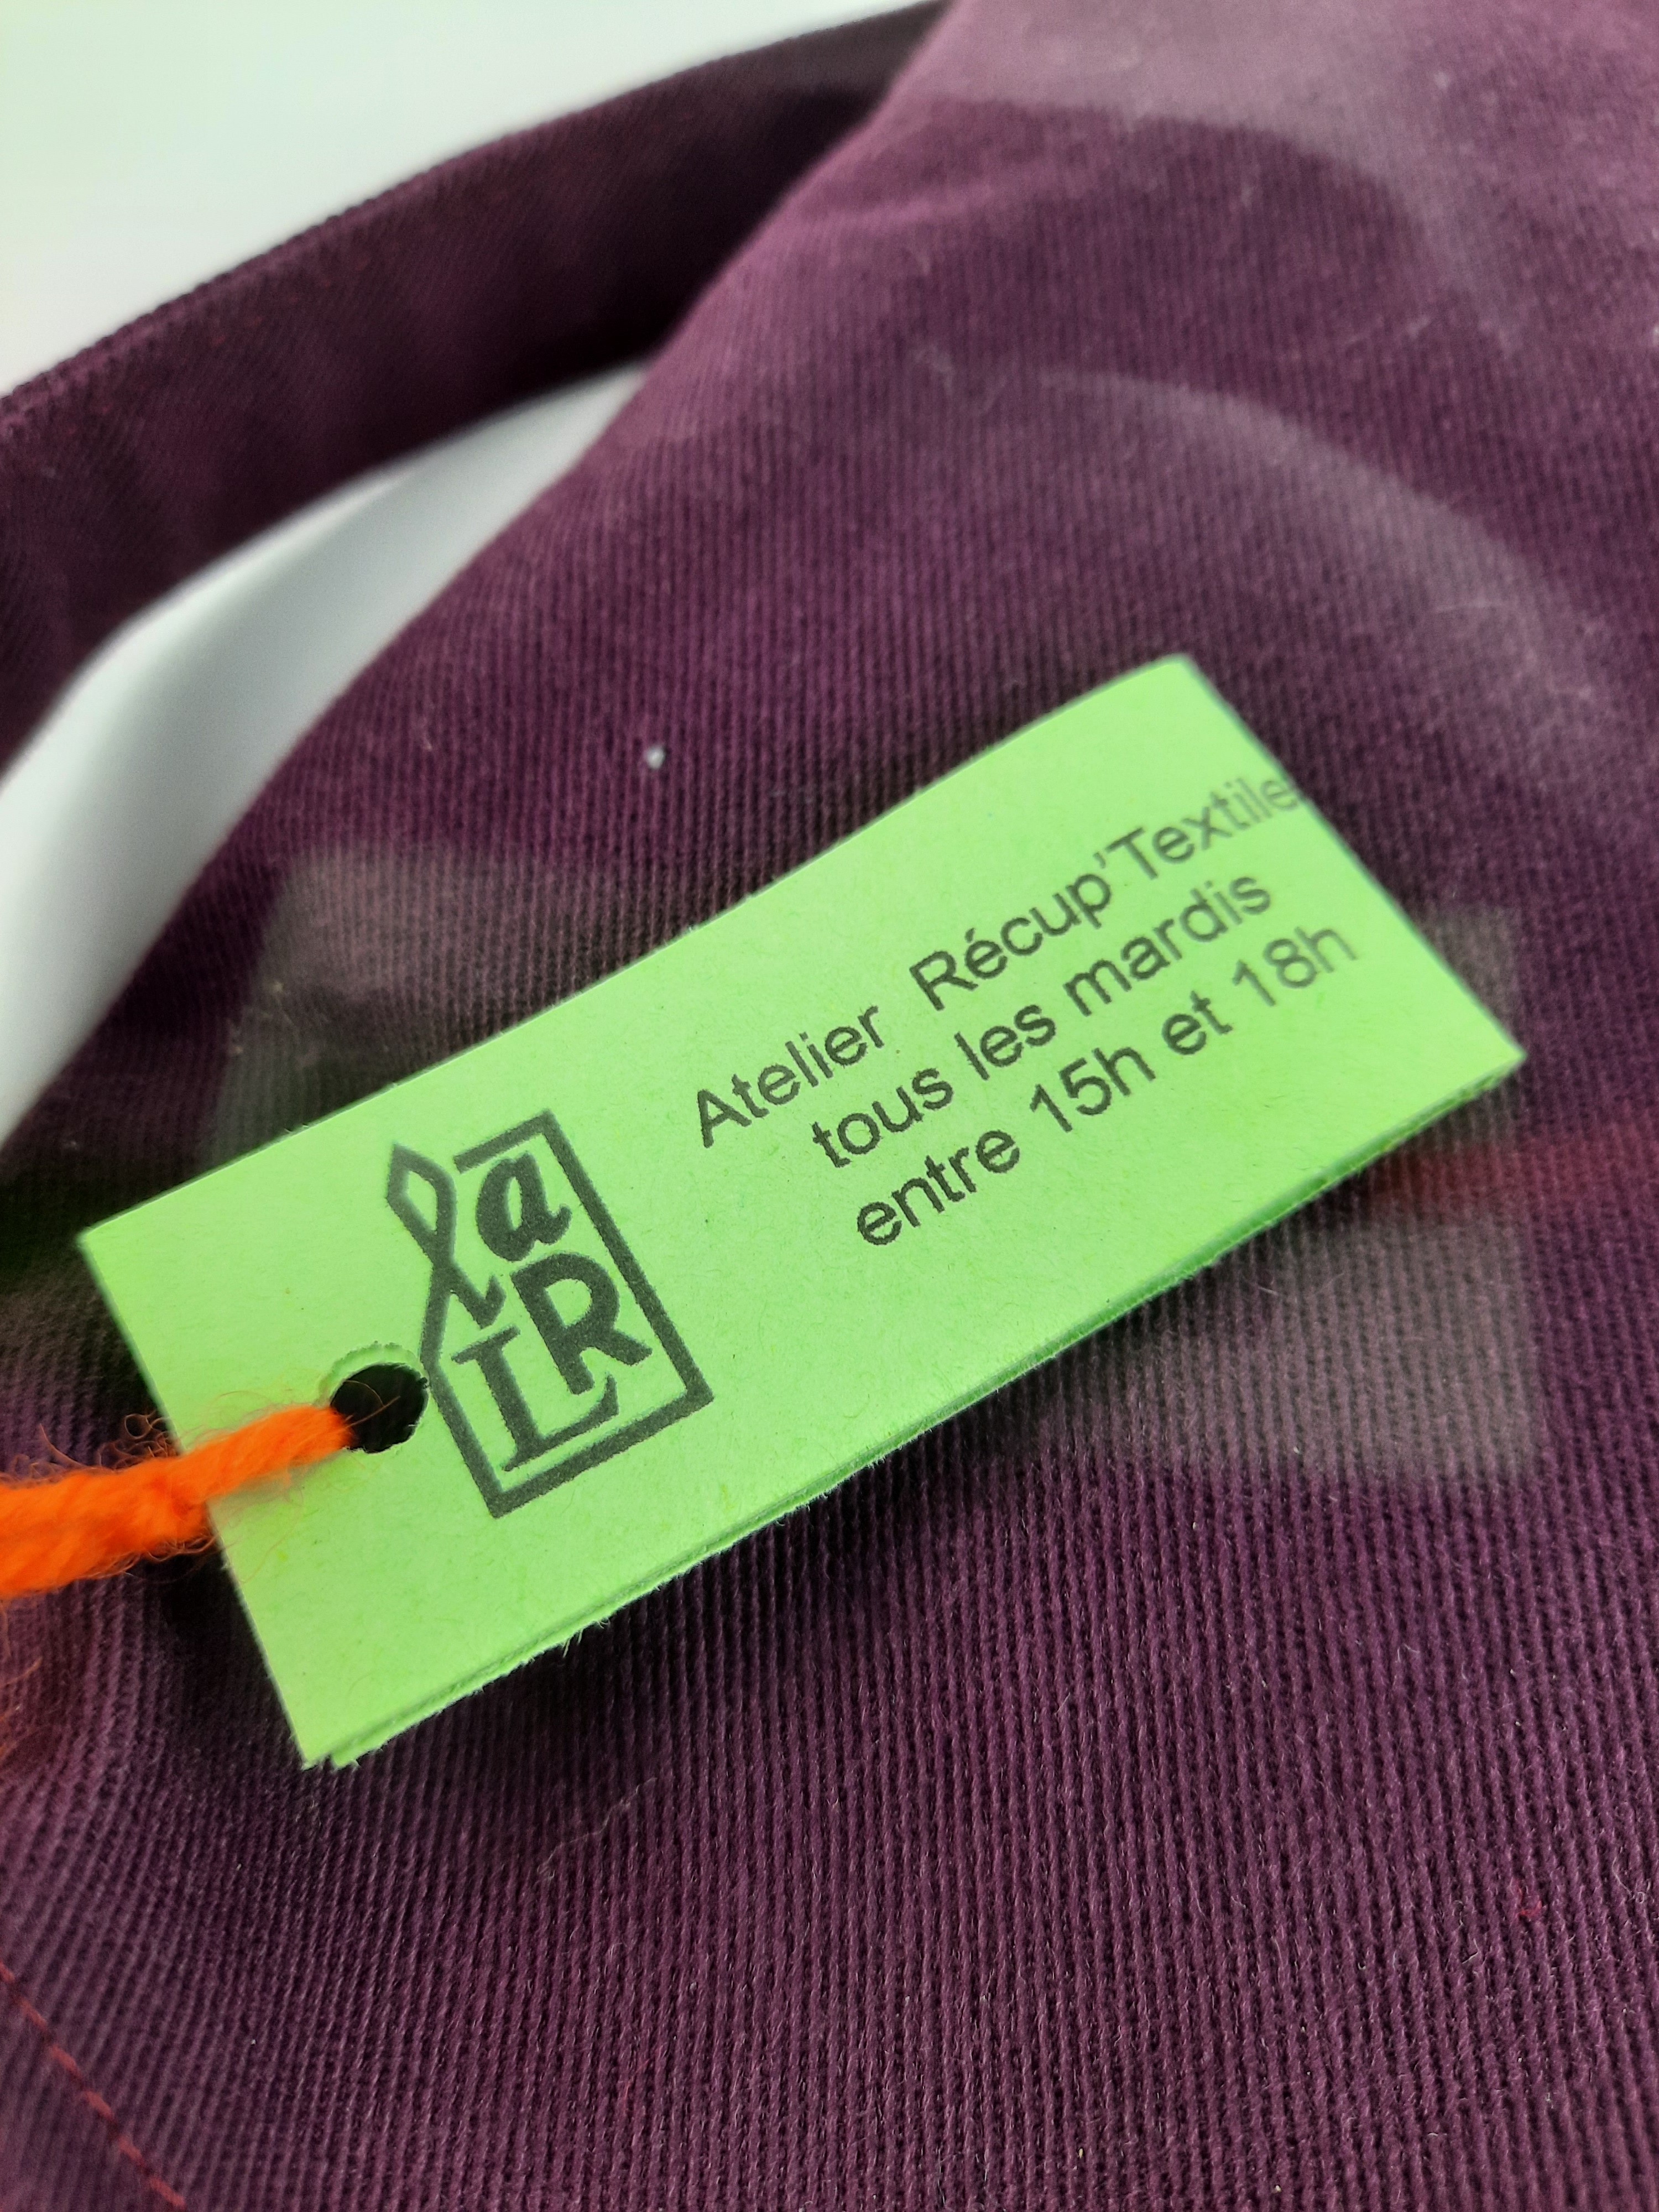 la
LR
Atelier Récup'Textile
tous les mardis
entre 15h et 18h